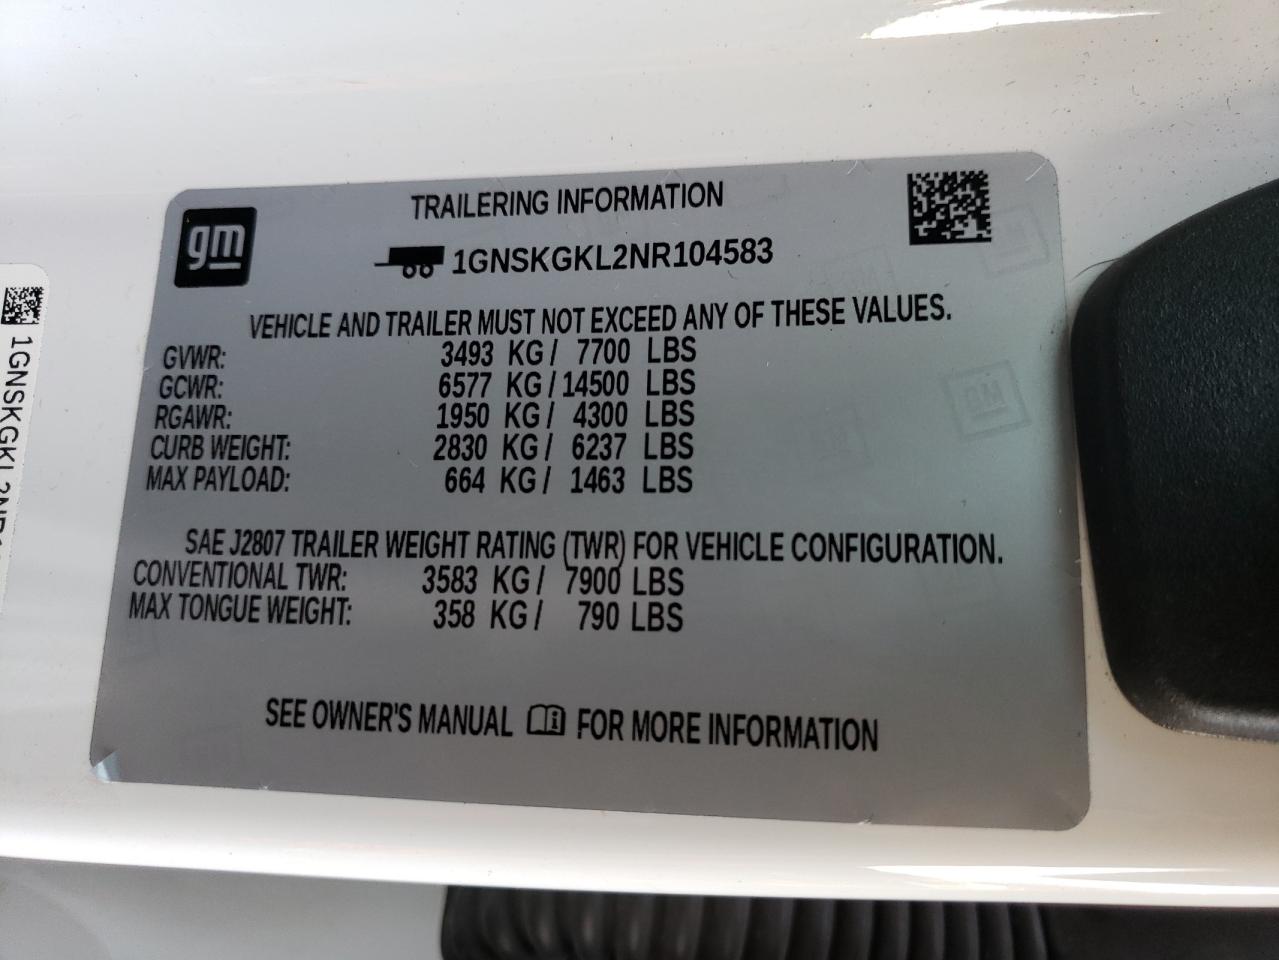 gm
TRAILERING INFORMATION
1GNSKGKL2NR104583
VEHICLE AND TRAILER MUST NOT EXCEED ANY OF THESE VALUES.
GVWR: 3493 KG / 7700 LBS
GCWR: 6577 KG/14500 LBS
RGAWR: 1950 KG / 4300 LBS
CURB WEIGHT: 2830 KG / 6237 LBS
MAX PAYLOAD: 664 KG / 1463 LBS
SAE J2807 TRAILER WEIGHT RATING (TWR) FOR VEHICLE CONFIGURATION.
CONVENTIONAL TWR: 3583 KG / 7900 LBS
MAX TONGUE WEIGHT: 358 KG / 790 LBS
SEE OWNER'S MANUAL FOR MORE INFORMATION
GM
1GNSKGKL2NR